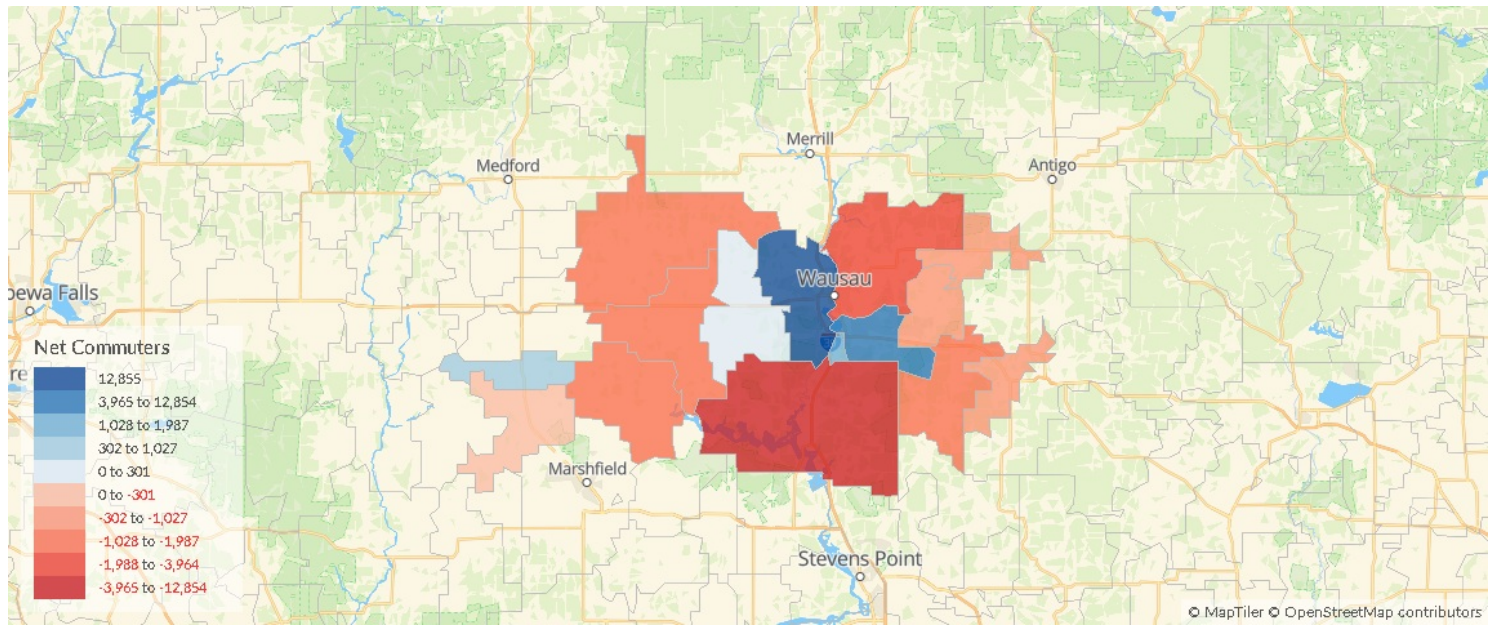 Merrill
Medford
Antigo
Wausau
pewa Falls
Net Commuters
12,855
3,965 to 12,854
re
1,028 to 1,987
302 to 1,027
0 to 301
Marshfield
0 to -301
-302 to -1,027
-1,028 to -1,987
Stevens Point
-1,988 to -3,964
-3,965 to -12,854
© MapTiler © OpenStreetMap contributors